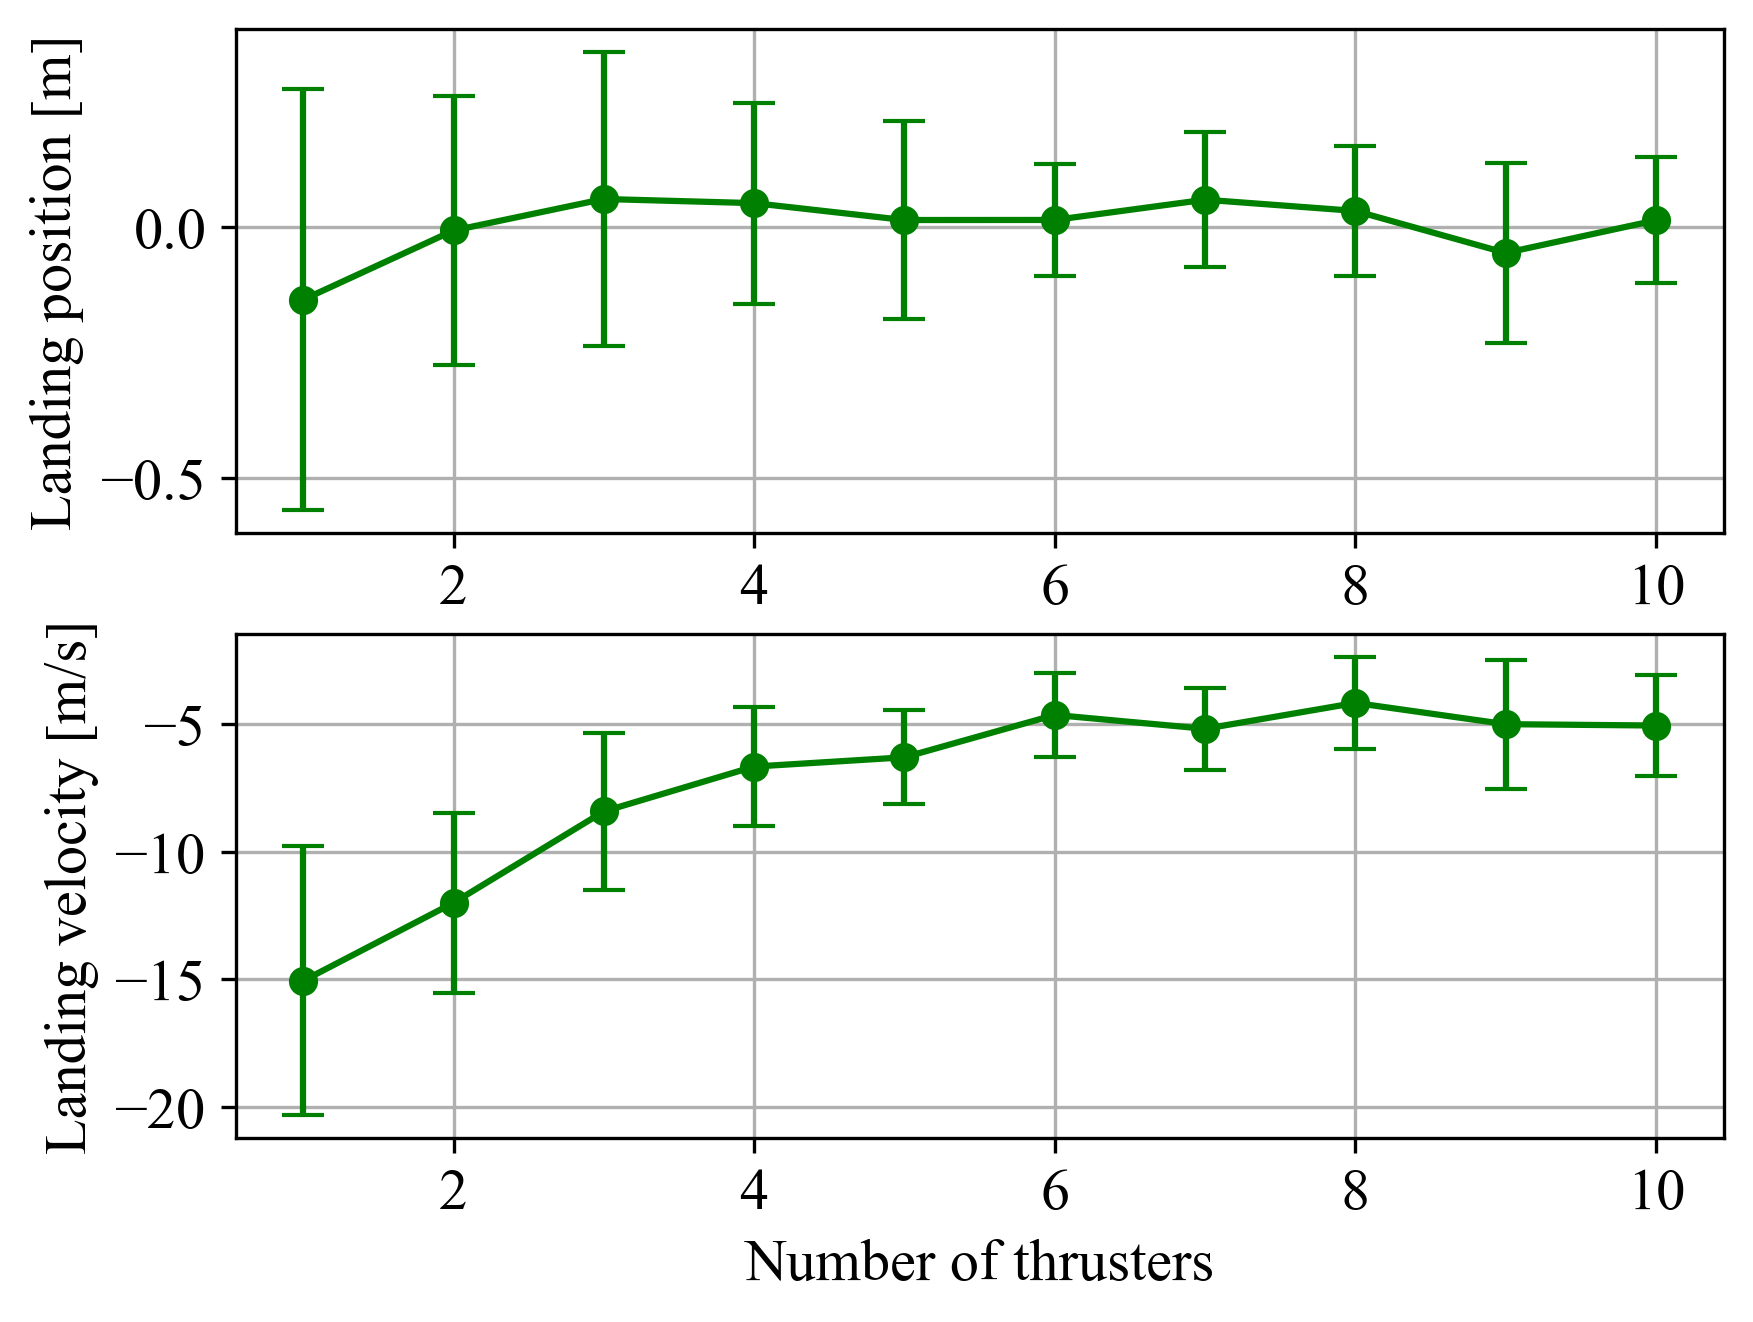 Landing position [m]
0.0
−0.5
2 4 6 8 10
Landing velocity [m/s]
−5
−10
−15
−20
2 4 6 8 10
Number of thrusters